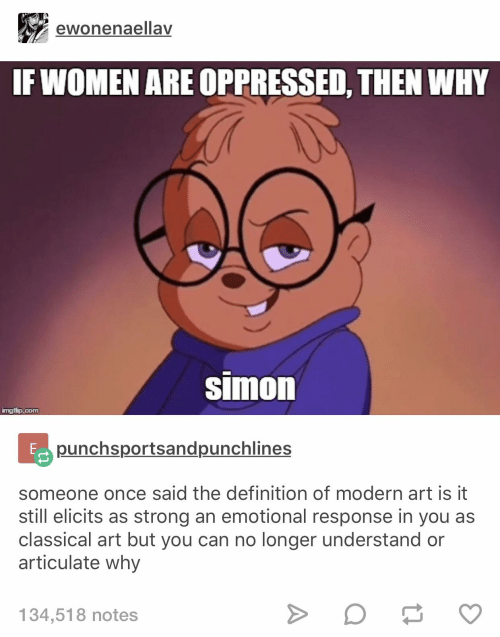 ewonenaellav
IF WOMEN ARE OPPRESSED, THEN WHY
simon
imgflip.com
E
punchsportsandpunchlines
someone once said the definition of modern art is it
still elicits as strong an emotional response in you as
classical art but you can no longer understand or
articulate why
134,518 notes